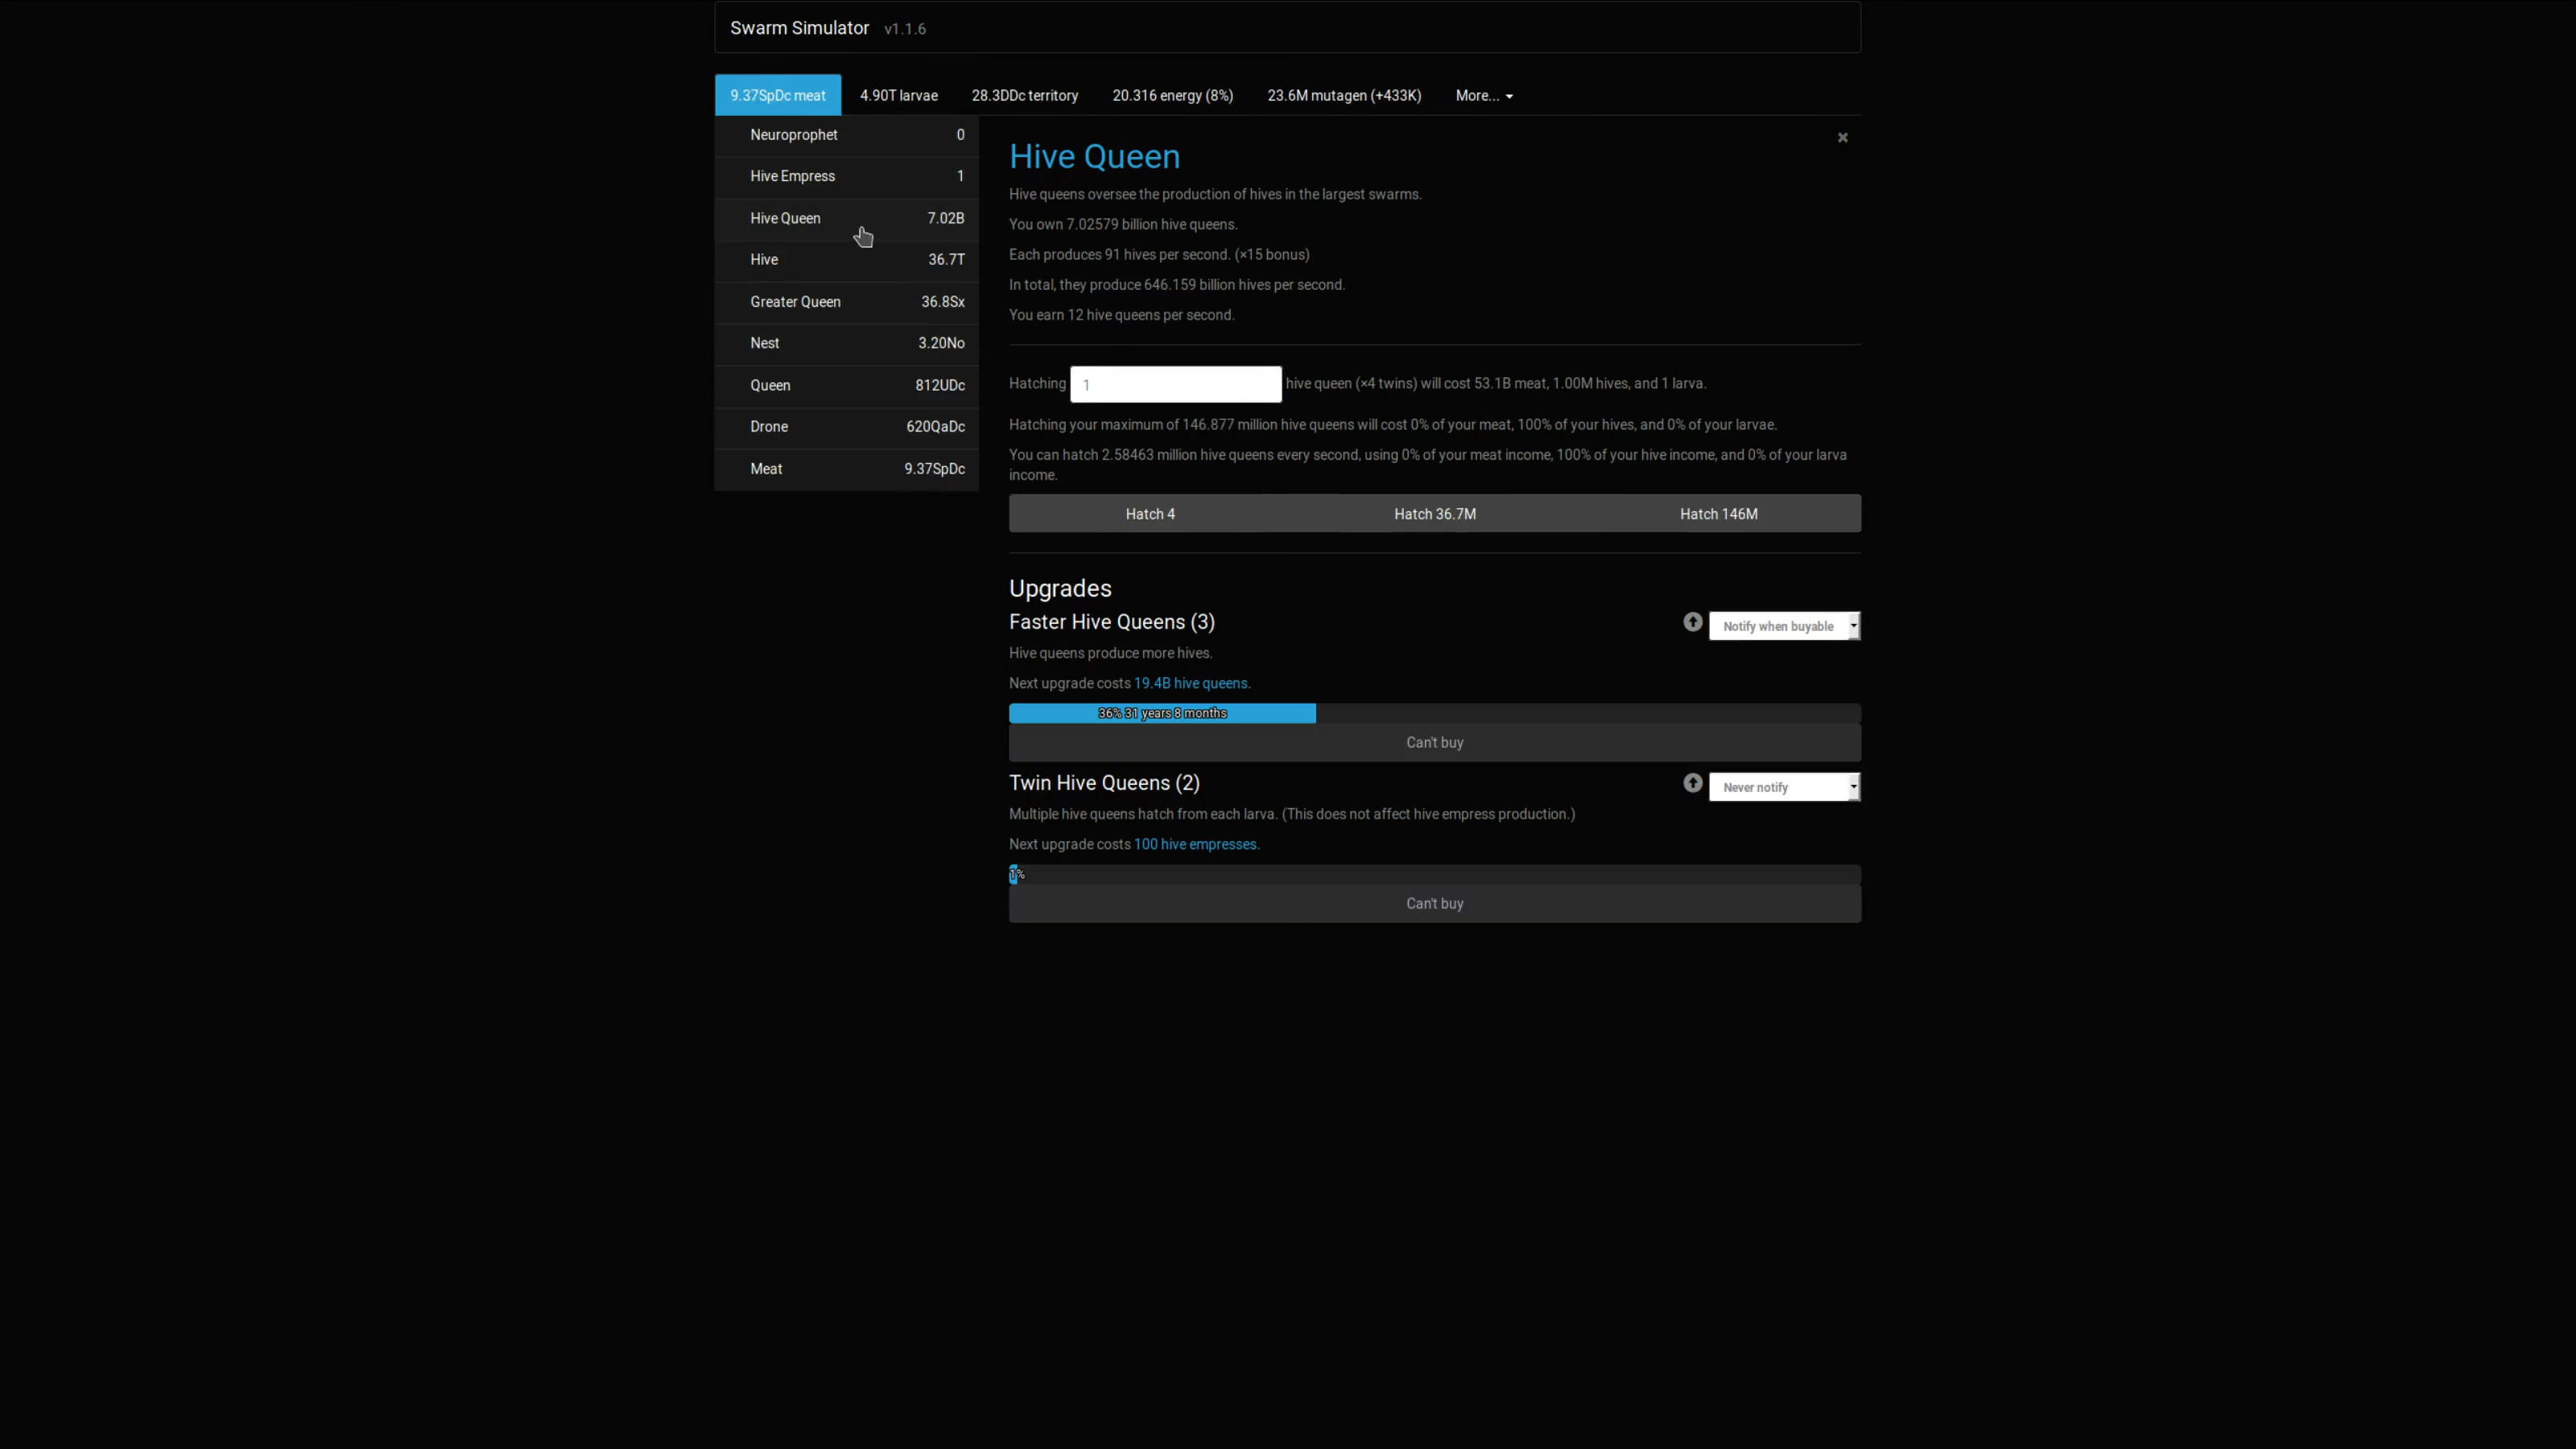 Swarm Simulator v1.1.6
9.37SpDc meat 4.90T larvae 28.3DDc territory 20.316 energy (8%) 23.6M mutagen (+433K) More...
Neuroprophet 0
Hive Empress 1
Hive Queen 7.02B
Hive 36.7T
Greater Queen 36.8Sx
Nest 3.20No
Queen 812UDc
Drone 620QaDc
Meat 9.37SpDc
×
Hive Queen
Hive queens oversee the production of hives in the largest swarms.
You own 7.02579 billion hive queens.
Each produces 91 hives per second. (×15 bonus)
In total, they produce 646.159 billion hives per second.
You earn 12 hive queens per second.
Hatching 1 hive queen (×4 twins) will cost 53.1B meat, 1.00M hives, and 1 larva.
Hatching your maximum of 146.877 million hive queens will cost 0% of your meat, 100% of your hives, and 0% of your larvae.
You can hatch 2.58463 million hive queens every second, using 0% of your meat income, 100% of your hive income, and 0% of your larva
income.
Hatch 4 Hatch 36.7M Hatch 146M
Upgrades
Faster Hive Queens (3) Notify when buyable
Hive queens produce more hives.
Next upgrade costs 19.4B hive queens.
36% 31 years 8 months
Can't buy
Twin Hive Queens (2) Never notify
Multiple hive queens hatch from each larva. (This does not affect hive empress production.)
Next upgrade costs 100 hive empresses.
1%
Can't buy